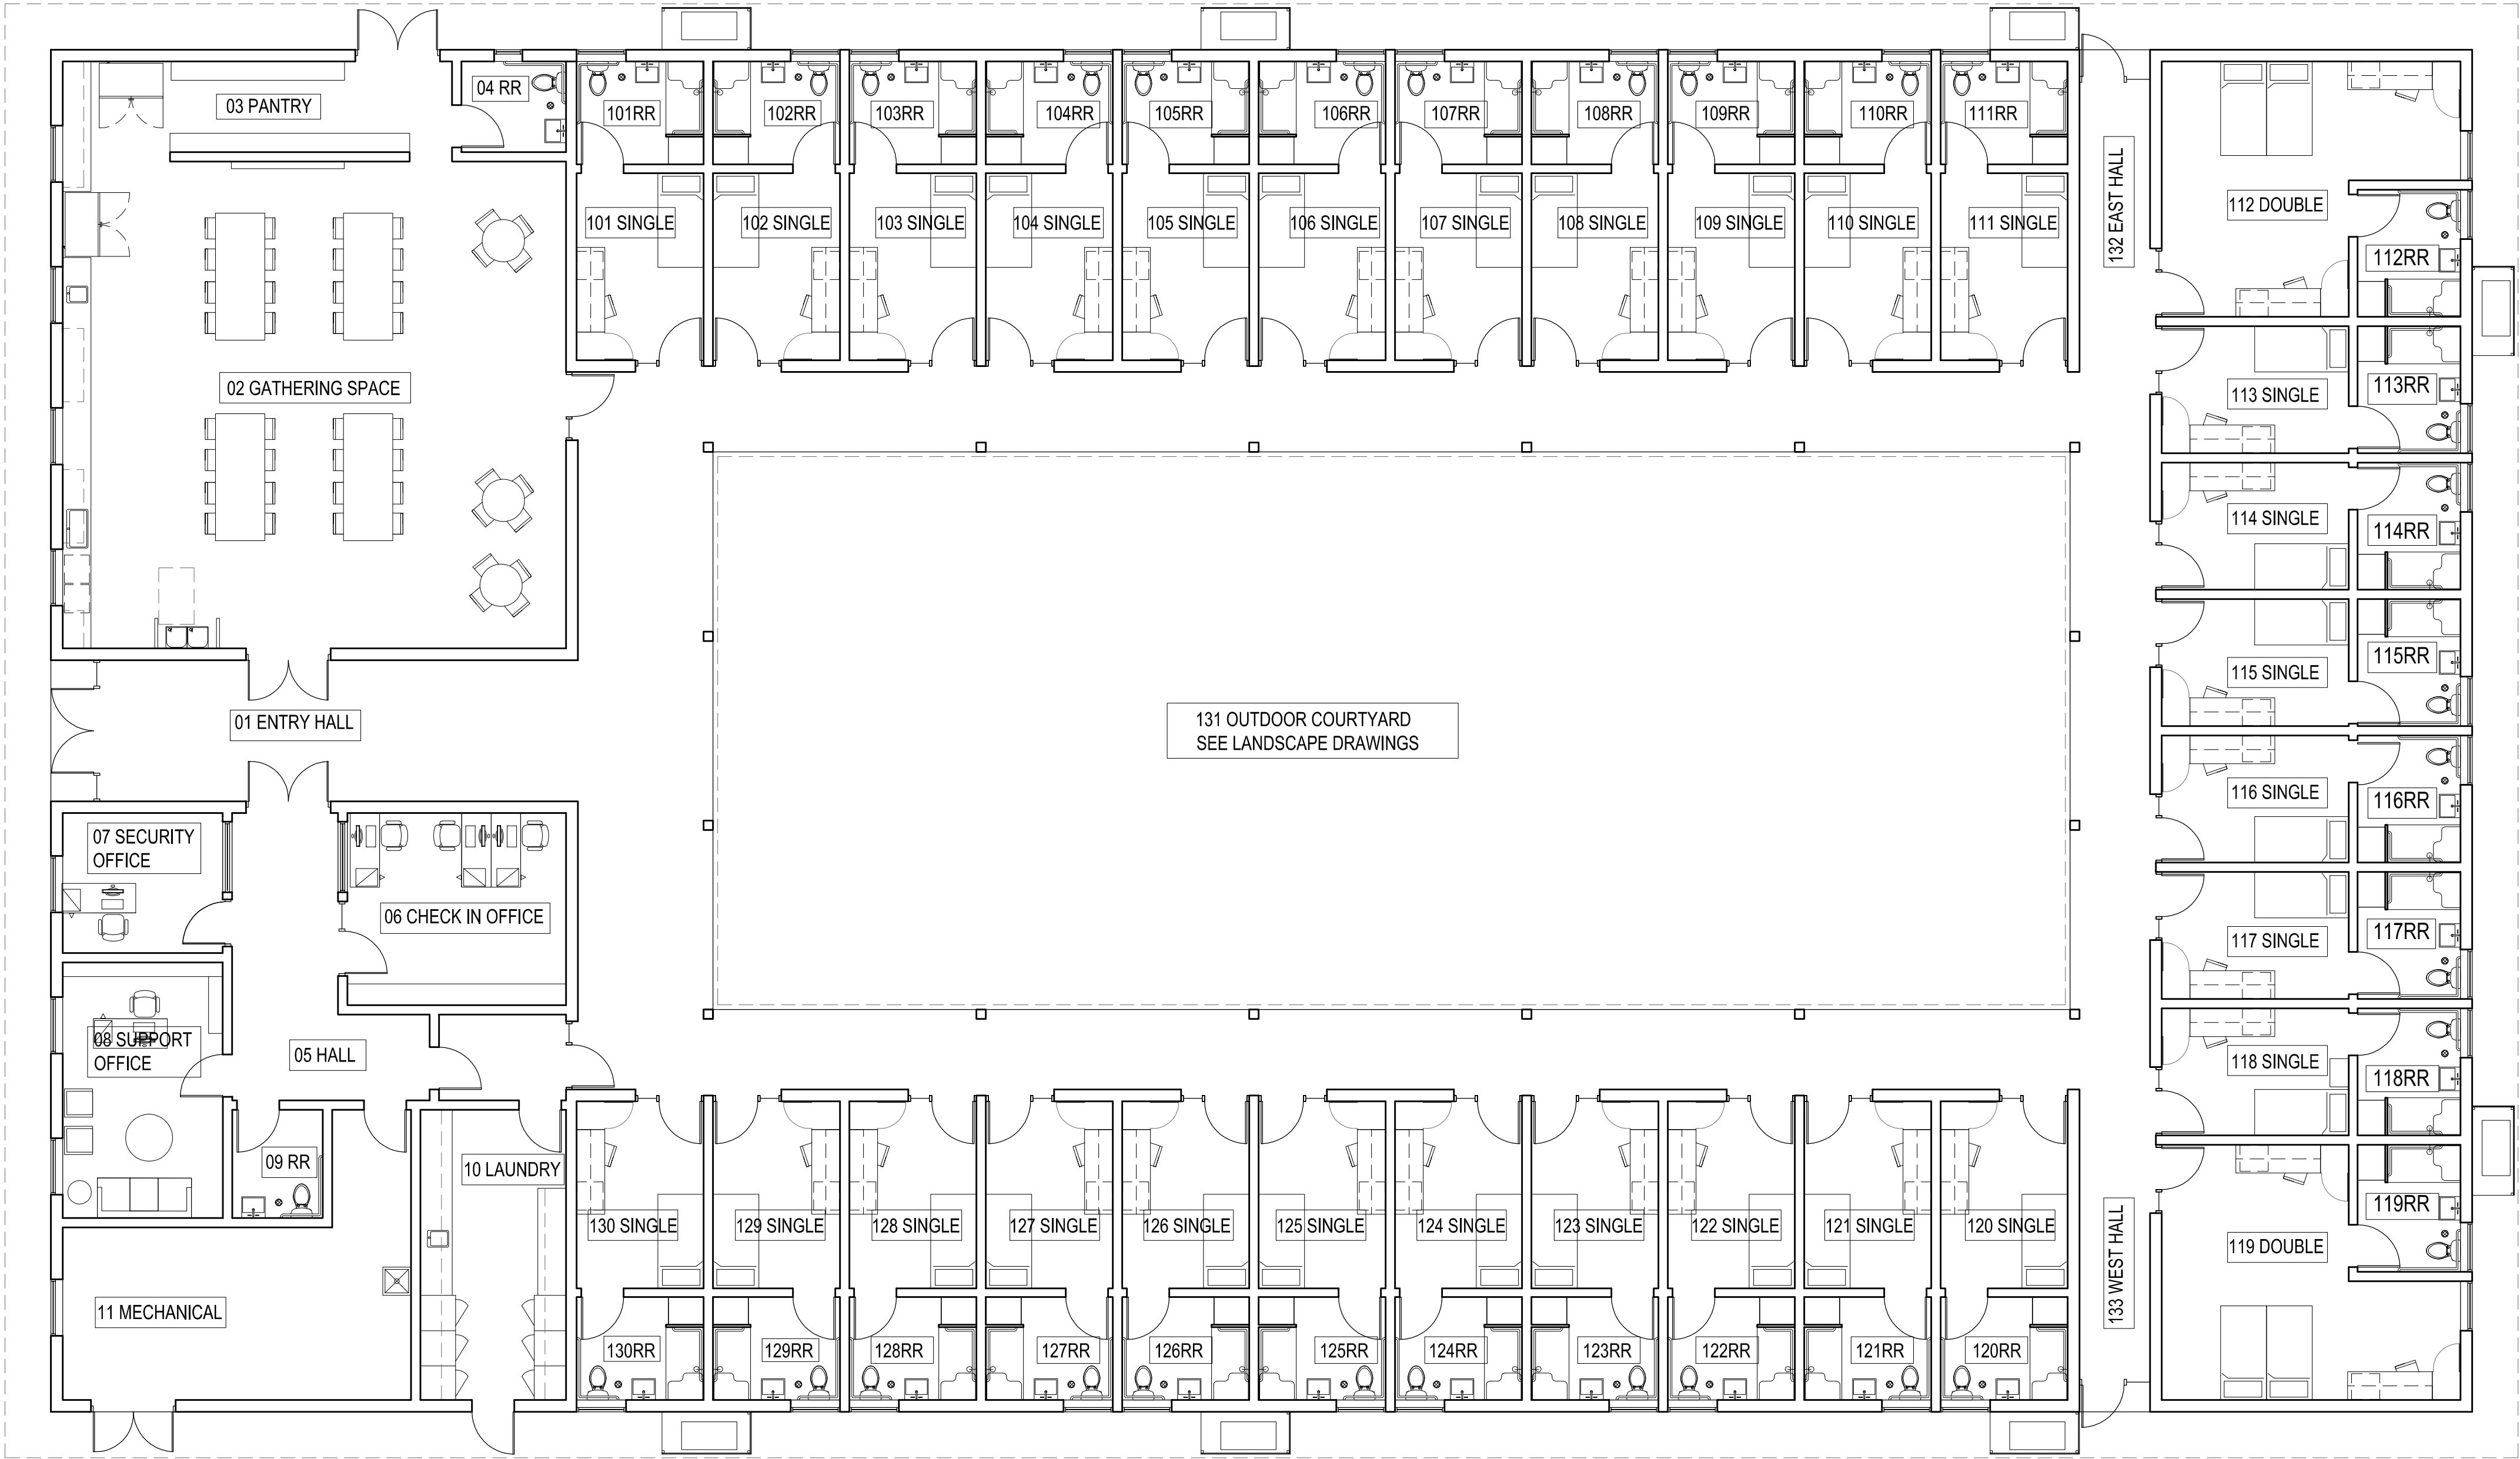 03 PANTRY
04 RR
101RR
102RR
103RR
104RR
105RR
106RR
107RR
108RR
109RR
110RR
111RR
101 SINGLE
102 SINGLE
103 SINGLE
104 SINGLE
105 SINGLE
106 SINGLE
107 SINGLE
108 SINGLE
109 SINGLE
110 SINGLE
111 SINGLE
132 EAST HALL
112 DOUBLE
112RR
02 GATHERING SPACE
113 SINGLE
113RR
114 SINGLE
114RR
115 SINGLE
115RR
01 ENTRY HALL
131 OUTDOOR COURTYARD
SEE LANDSCAPE DRAWINGS
116 SINGLE
116RR
07 SECURITY
OFFICE
06 CHECK IN OFFICE
117 SINGLE
117RR
08 SUPPORT
OFFICE
05 HALL
118 SINGLE
118RR
09 RR
10 LAUNDRY
130 SINGLE
129 SINGLE
128 SINGLE
127 SINGLE
126 SINGLE
125 SINGLE
124 SINGLE
123 SINGLE
122 SINGLE
121 SINGLE
120 SINGLE
133 WEST HALL
119 DOUBLE
119RR
11 MECHANICAL
130RR
129RR
128RR
127RR
126RR
125RR
124RR
123RR
122RR
121RR
120RR